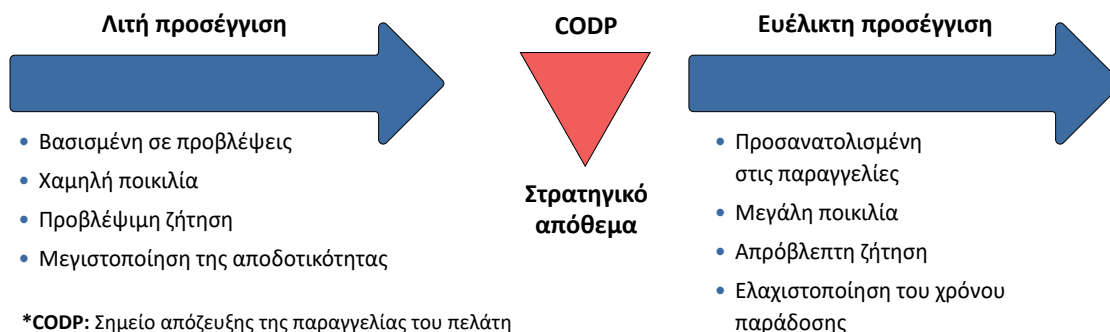 Λιτή προσέγγιση
• Βασισμένη σε προβλέψεις
• Χαμηλή ποικιλία
• Προβλέψιμη ζήτηση
• Μεγιστοποίηση της αποδοτικότητας
CODP
Στρατηγικό
απόθεμα
Ευέλικτη προσέγγιση
• Προσανατολισμένη
στις παραγγελίες
• Μεγάλη ποικιλία
• Απρόβλεπτη ζήτηση
• Ελαχιστοποίηση του χρόνου
παράδοσης
*CODP: Σημείο απόζευξης της παραγγελίας του πελάτη